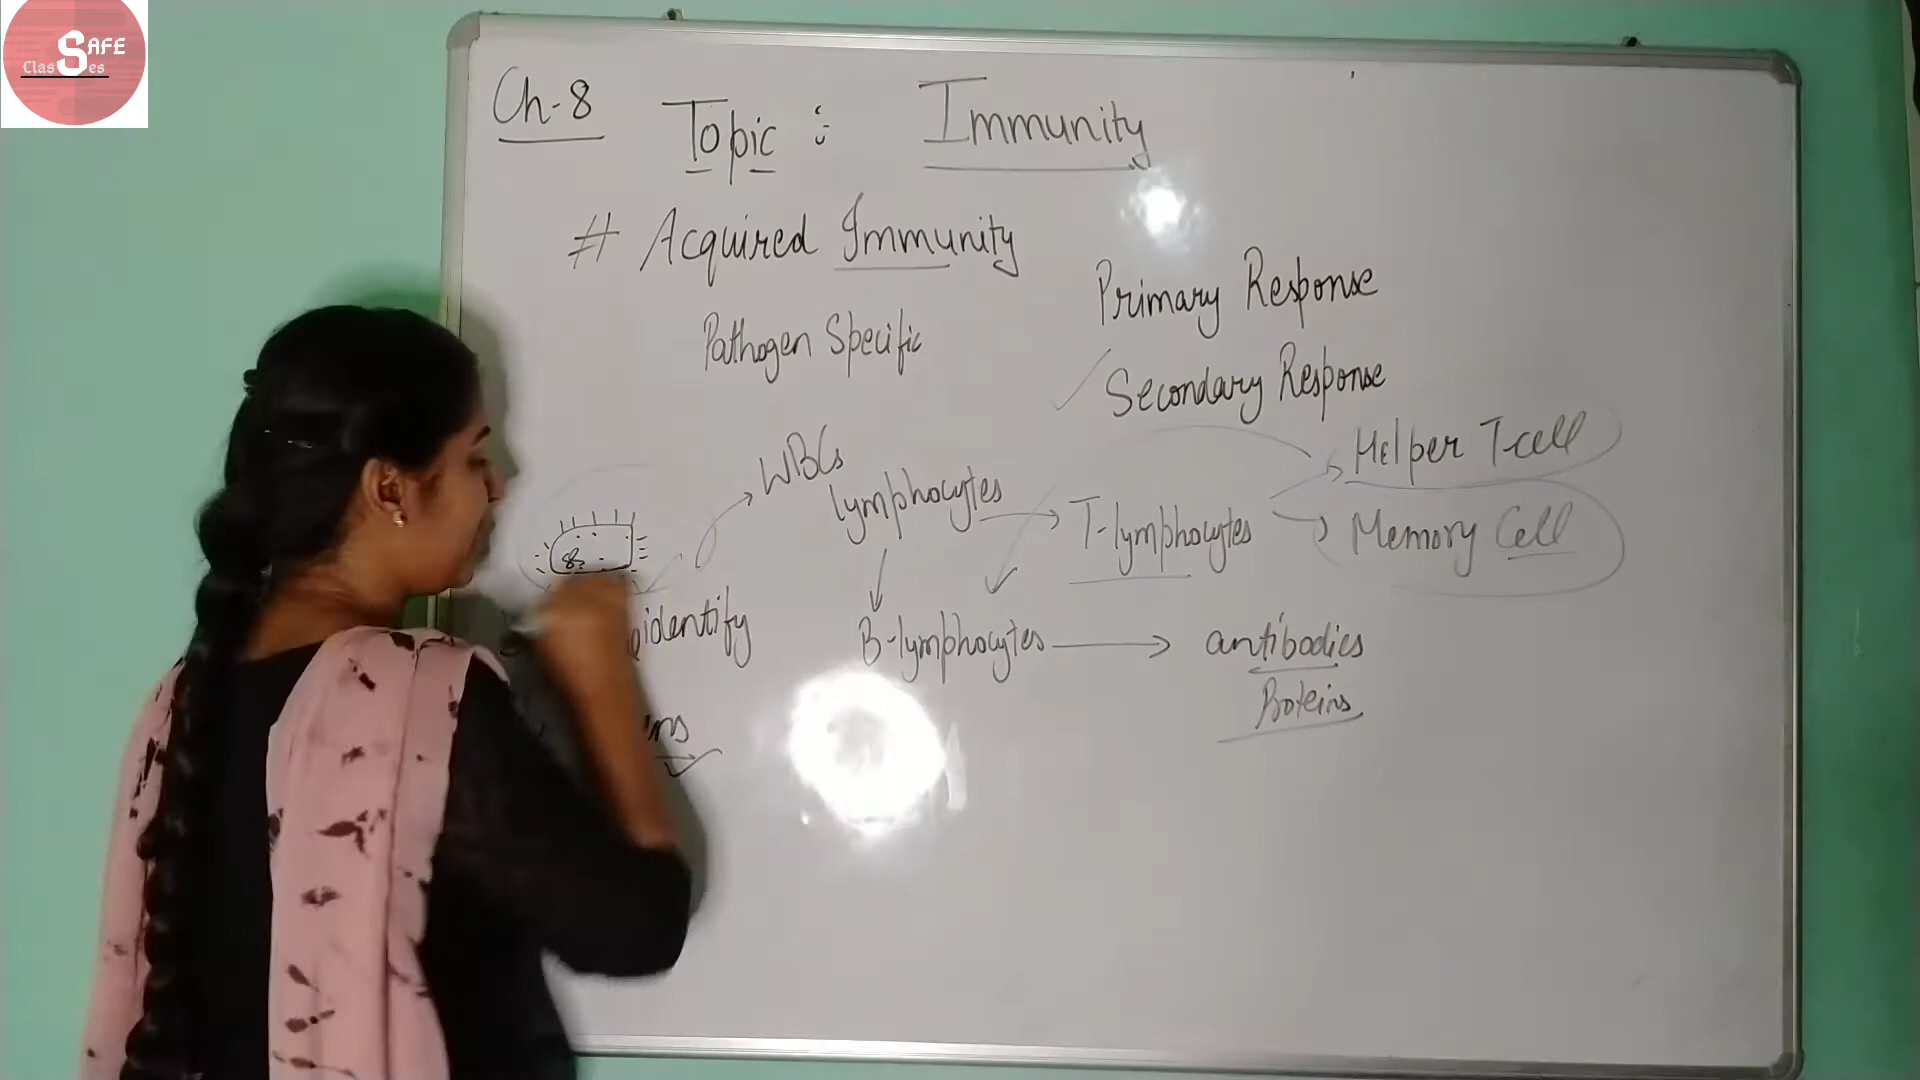 SAFE
Classes
Ch-8
Topic : Immunity
# Acquired Immunity
Pathogen Specific
Primary Response
Secondary Response
WBCs
lymphocytes
T-lymphocytes
Helper T-cell
Memory Cell
identify
B-lymphocytes
antibodies
Proteins